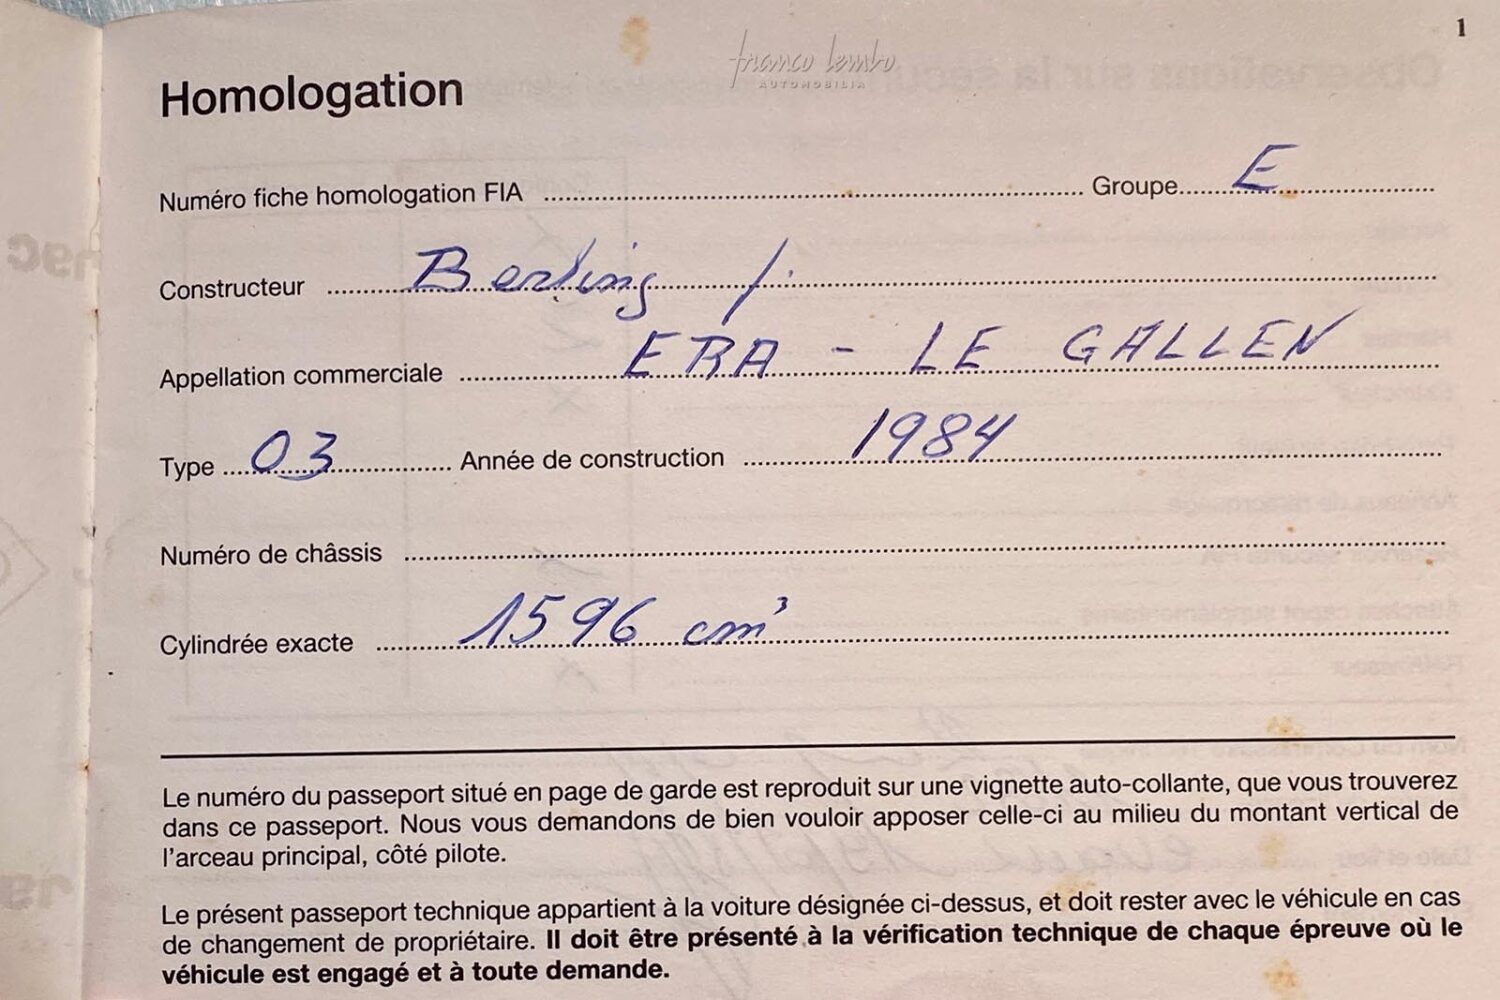 1
franco lembo
AUTOMOBILIA
Homologation
Numéro fiche homologation FIA Groupe E
Constructeur Berling /.
Appellation commerciale ERA - LE GALLEN
Type 03 Année de construction 1984
Numéro de châssis
Cylindrée exacte 1596 cm³
Le numéro du passeport situé en page de garde est reproduit sur une vignette auto-collante, que vous trouverez
dans ce passeport. Nous vous demandons de bien vouloir apposer celle-ci au milieu du montant vertical de
l'arceau principal, côté pilote.
Le présent passeport technique appartient à la voiture désignée ci-dessus, et doit rester avec le véhicule en cas
de changement de propriétaire. Il doit être présenté à la vérification technique de chaque épreuve où le
véhicule est engagé et à toute demande.